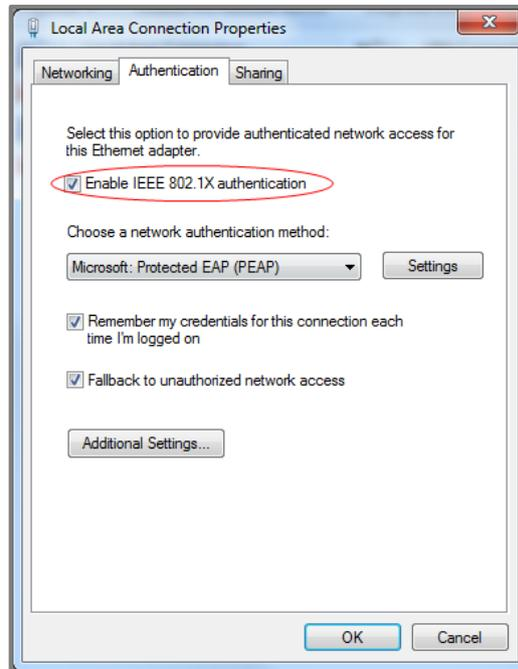 Local Area Connection Properties
Networking
Authentication
Sharing
Select this option to provide authenticated network access for
this Ethernet adapter.
Enable IEEE 802.1X authentication
Choose a network authentication method:
Microsoft: Protected EAP (PEAP)
Settings
Remember my credentials for this connection each
time I'm logged on
Fallback to unauthorized network access
Additional Settings...
OK
Cancel